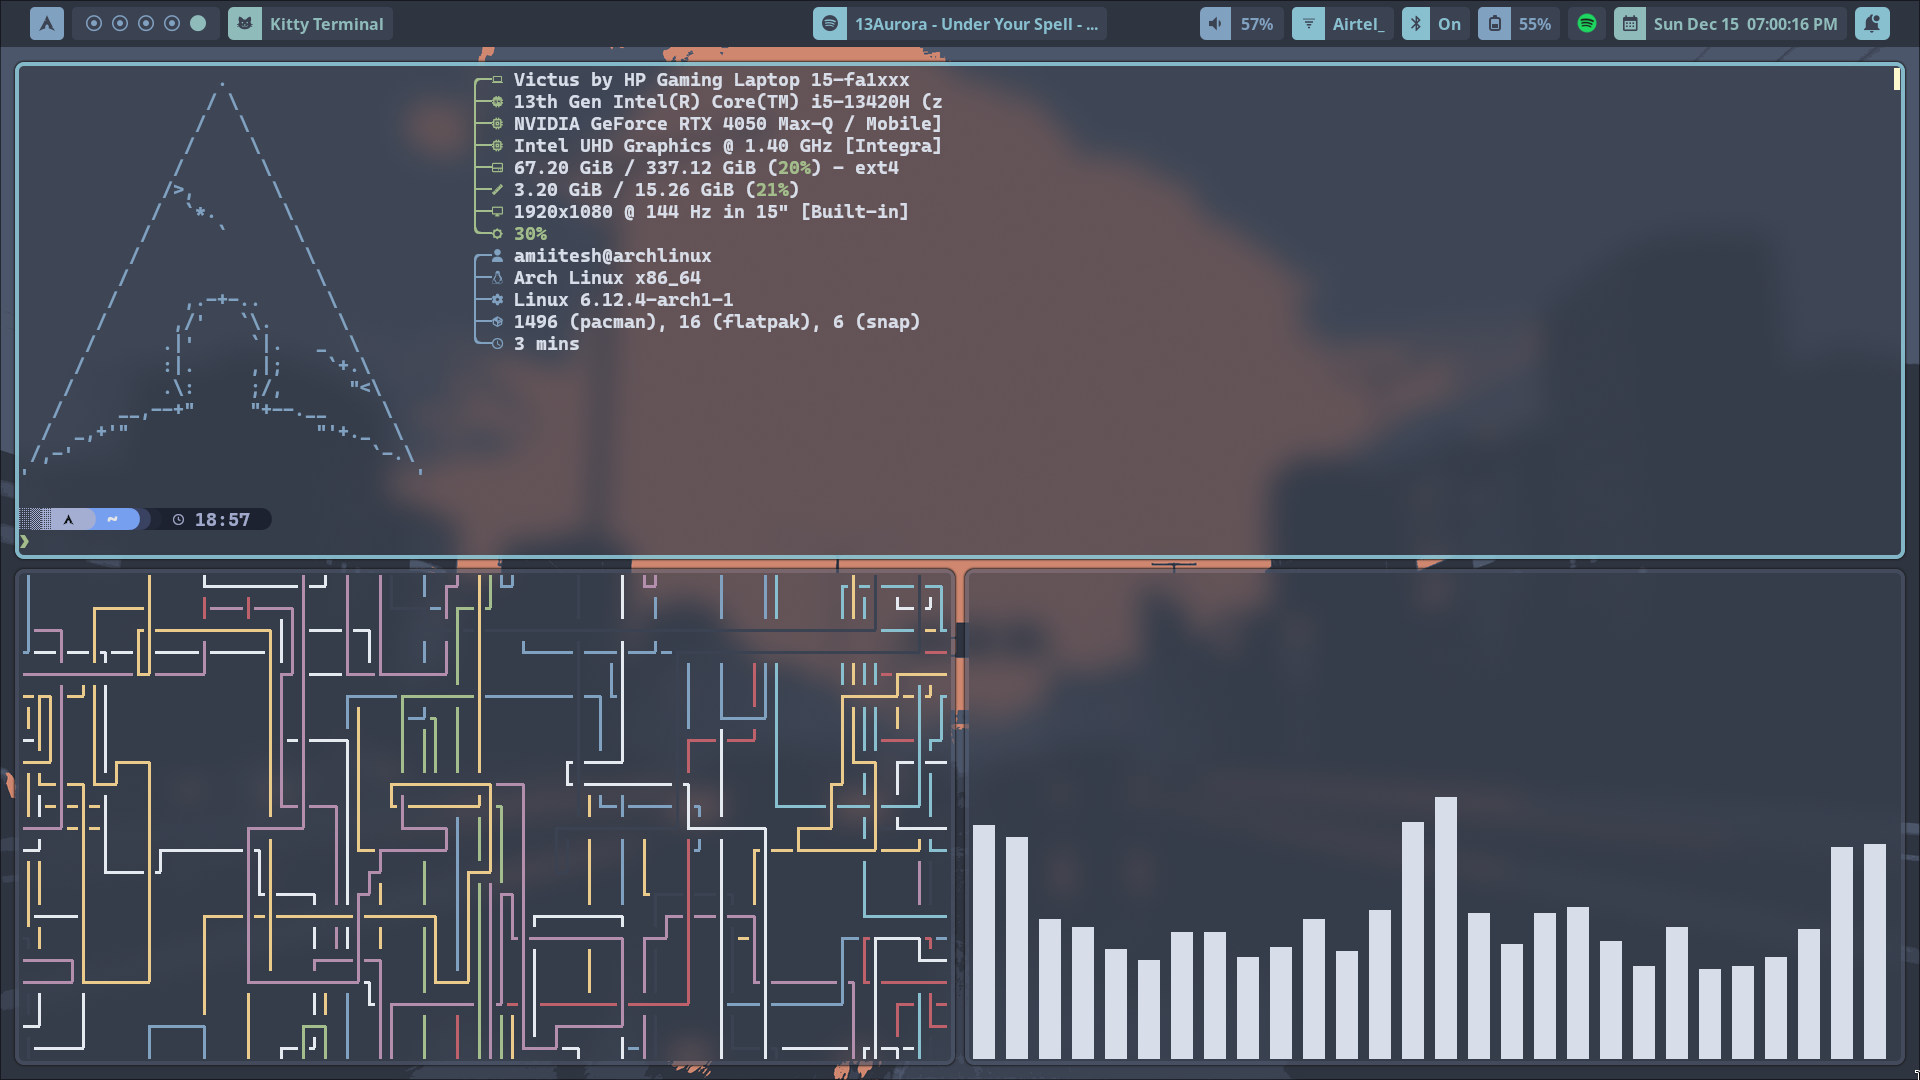 Kitty Terminal
13Aurora - Under Your Spell - ...
57%
Airtel_
On
55%
Sun Dec 15 07:00:16 PM
Victus by HP Gaming Laptop 15-fa1xxx
13th Gen Intel(R) Core(TM) i5-13420H (z
NVIDIA GeForce RTX 4050 Max-Q / Mobile]
Intel UHD Graphics @ 1.40 GHz [Integra]
67.20 GiB / 337.12 GiB (20%) - ext4
3.20 GiB / 15.26 GiB (21%)
1920x1080 @ 144 Hz in 15" [Built-in]
30%
amiitesh@archlinux
Arch Linux x86_64
Linux 6.12.4-arch1-1
1496 (pacman), 16 (flatpak), 6 (snap)
3 mins
~ 18:57
❯